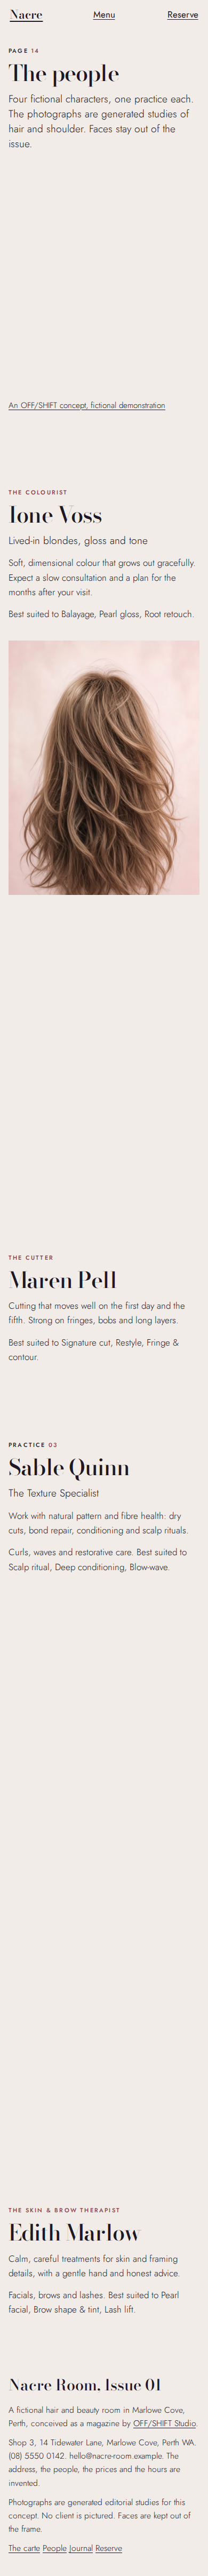 Nacre Menu Reserve
PAGE 14
The people
Four fictional characters, one practice each.
The photographs are generated studies of
hair and shoulder. Faces stay out of the
issue.
An OFF/SHIFT concept, fictional demonstration
THE COLOURIST
Ione Voss
Lived-in blondes, gloss and tone
Soft, dimensional colour that grows out gracefully.
Expect a slow consultation and a plan for the
months after your visit.
Best suited to Balayage, Pearl gloss, Root retouch.
THE CUTTER
Maren Pell
Cutting that moves well on the first day and the
fifth. Strong on fringes, bobs and long layers.
Best suited to Signature cut, Restyle, Fringe &
contour.
PRACTICE 03
Sable Quinn
The Texture Specialist
Work with natural pattern and fibre health: dry
cuts, bond repair, conditioning and scalp rituals.
Curls, waves and restorative care. Best suited to
Scalp ritual, Deep conditioning, Blow-wave.
THE SKIN & BROW THERAPIST
Edith Marlow
Calm, careful treatments for skin and framing
details, with a gentle hand and honest advice.
Facials, brows and lashes. Best suited to Pearl
facial, Brow shape & tint, Lash lift.
Nacre Room, Issue 01
A fictional hair and beauty room in Marlowe Cove,
Perth, conceived as a magazine by OFF/SHIFT Studio.
Shop 3, 14 Tidewater Lane, Marlowe Cove, Perth WA.
(08) 5550 0142. hello@nacre-room.example. The
address, the people, the prices and the hours are
invented.
Photographs are generated editorial studies for this
concept. No client is pictured. Faces are kept out of
the frame.
The carte People Journal Reserve